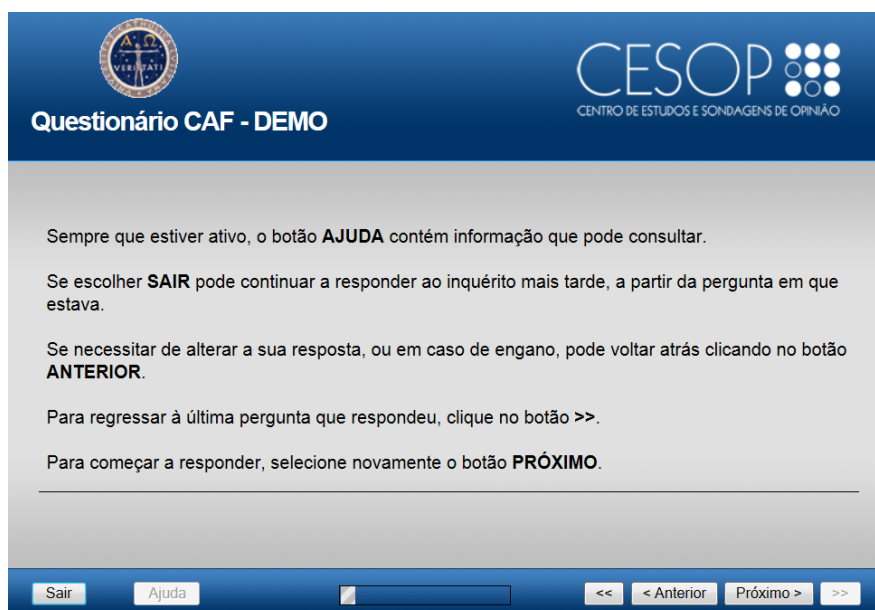 A Ω
VERITATI
CESOP
CENTRO DE ESTUDOS E SONDAGENS DE OPINIÃO
Questionário CAF - DEMO
Sempre que estiver ativo, o botão AJUDA contém informação que pode consultar.
Se escolher SAIR pode continuar a responder ao inquérito mais tarde, a partir da pergunta em que
estava.
Se necessitar de alterar a sua resposta, ou em caso de engano, pode voltar atrás clicando no botão
ANTERIOR.
Para regressar à última pergunta que respondeu, clique no botão >>.
Para começar a responder, selecione novamente o botão PRÓXIMO.
Sair Ajuda << < Anterior Próximo > >>